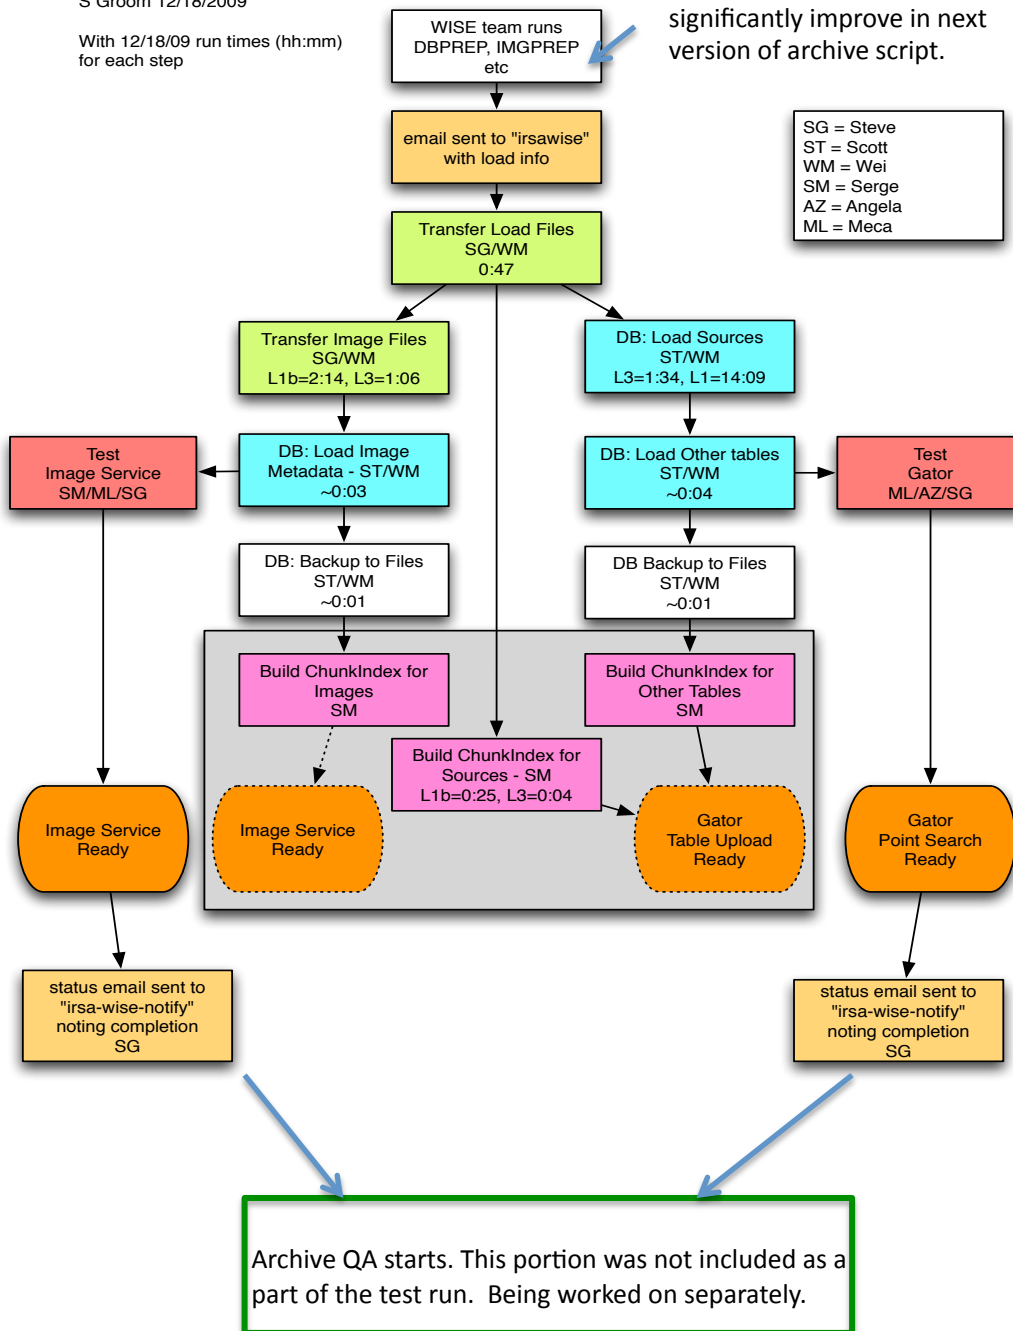 S Groom 12/18/2009
With 12/18/09 run times (hh:mm)
for each step
WISE team runs
DBPREP, IMGPREP
etc
significantly improve in next
version of archive script.
SG = Steve
ST = Scott
WM = Wei
SM = Serge
AZ = Angela
ML = Meca
email sent to "irsawise"
with load info
Transfer Load Files
SG/WM
0:47
Transfer Image Files
SG/WM
L1b=2:14, L3=1:06
DB: Load Sources
ST/WM
L3=1:34, L1=14:09
Test
Image Service
SM/ML/SG
DB: Load Image
Metadata - ST/WM
~0:03
DB: Load Other tables
ST/WM
~0:04
Test
Gator
ML/AZ/SG
DB: Backup to Files
ST/WM
~0:01
DB Backup to Files
ST/WM
~0:01
Build ChunkIndex for
Images
SM
Build ChunkIndex for
Other Tables
SM
Build ChunkIndex for
Sources - SM
L1b=0:25, L3=0:04
Image Service
Ready
Image Service
Ready
Gator
Table Upload
Ready
Gator
Point Search
Ready
status email sent to
"irsa-wise-notify"
noting completion
SG
status email sent to
"irsa-wise-notify"
noting completion
SG
Archive QA starts. This portion was not included as a
part of the test run.  Being worked on separately.